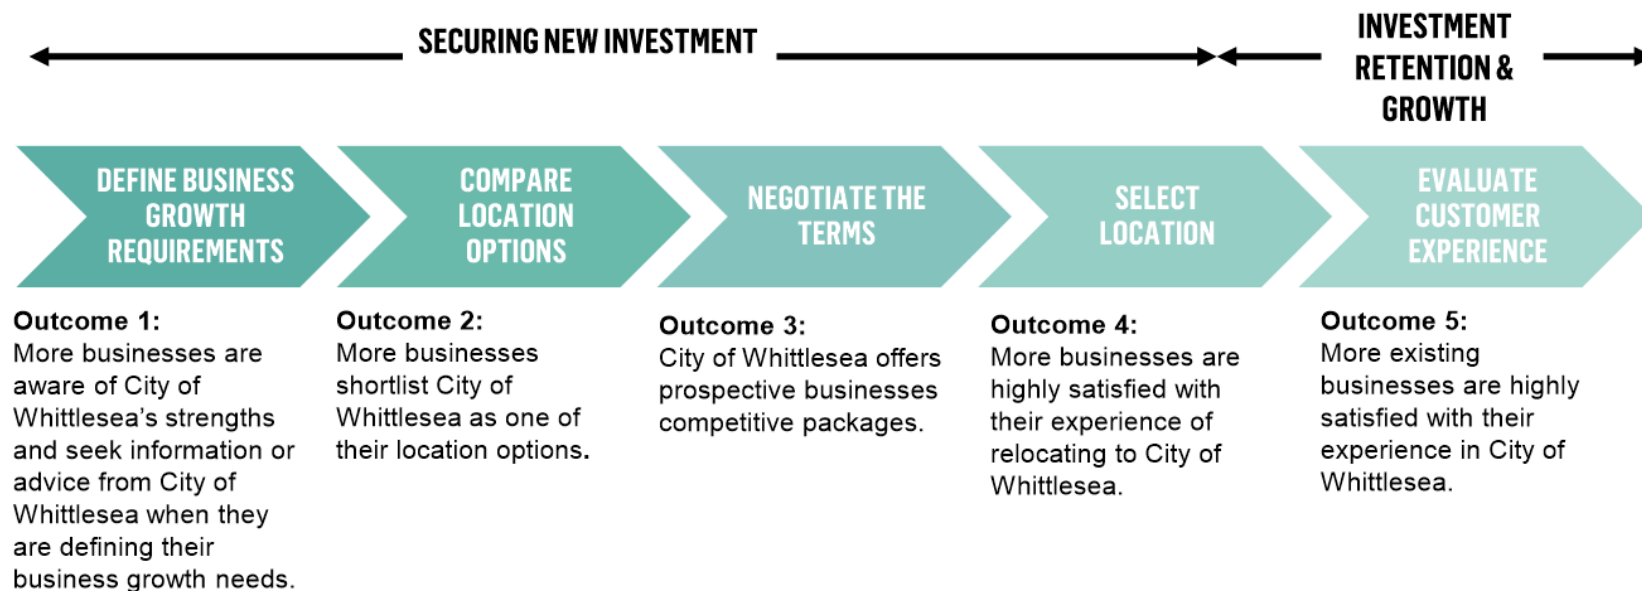 SECURING NEW INVESTMENT
INVESTMENT
RETENTION &
GROWTH
DEFINE BUSINESS
GROWTH
REQUIREMENTS
COMPARE
LOCATION
OPTIONS
NEGOTIATE THE
TERMS
SELECT
LOCATION
EVALUATE
CUSTOMER
EXPERIENCE
Outcome 1:
More businesses are
aware of City of
Whittlesea’s strengths
and seek information or
advice from City of
Whittlesea when they
are defining their
business growth needs.
Outcome 2:
More businesses
shortlist City of
Whittlesea as one of
their location options.
Outcome 3:
City of Whittlesea offers
prospective businesses
competitive packages.
Outcome 4:
More businesses are
highly satisfied with
their experience of
relocating to City of
Whittlesea.
Outcome 5:
More existing
businesses are highly
satisfied with their
experience in City of
Whittlesea.